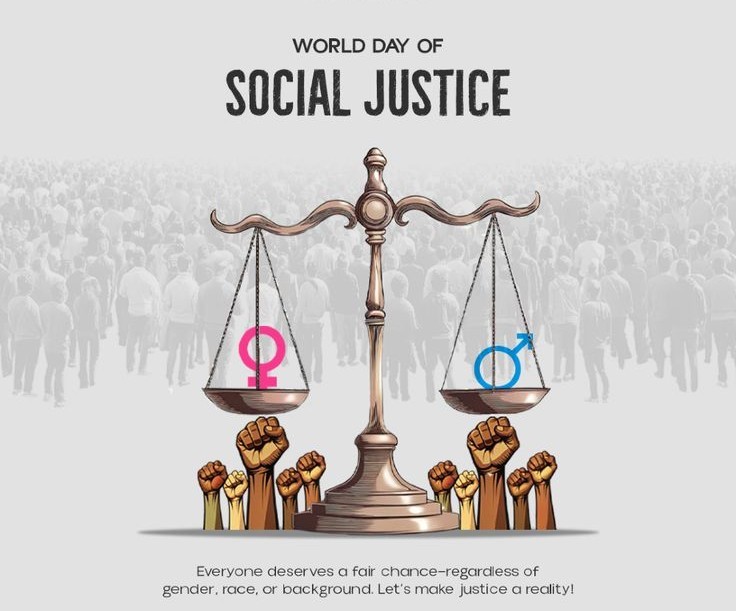 WORLD DAY OF
SOCIAL JUSTICE
Everyone deserves a fair chance–regardless of
gender, race, or background. Let's make justice a reality!